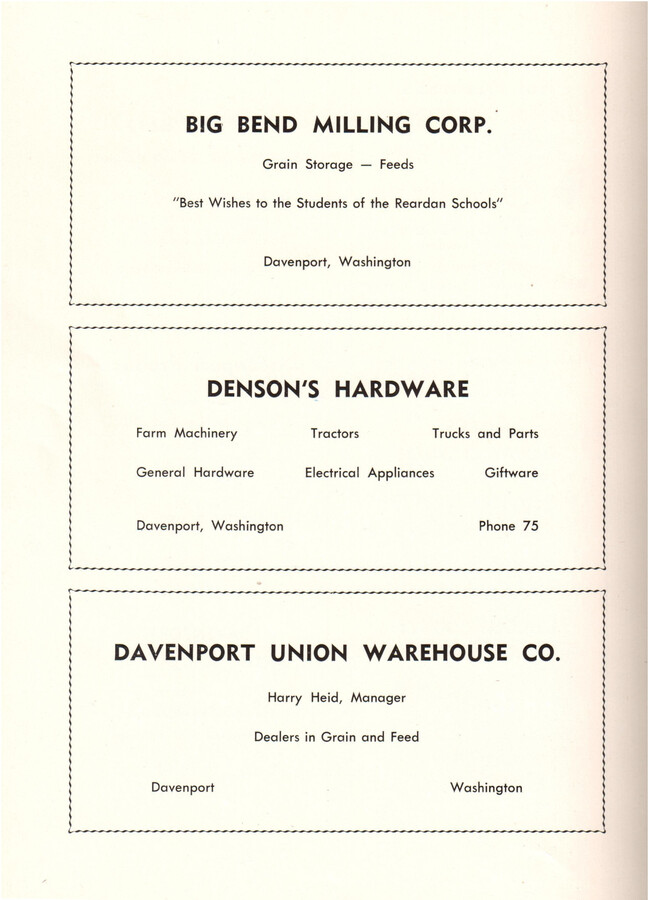 BIG BEND MILLING CORP.
Grain Storage — Feeds
"Best Wishes to the Students of the Reardan Schools"
Davenport, Washington
DENSON'S HARDWARE
Farm Machinery Tractors Trucks and Parts
General Hardware Electrical Appliances Giftware
Davenport, Washington Phone 75
DAVENPORT UNION WAREHOUSE CO.
Harry Heid, Manager
Dealers in Grain and Feed
Davenport Washington